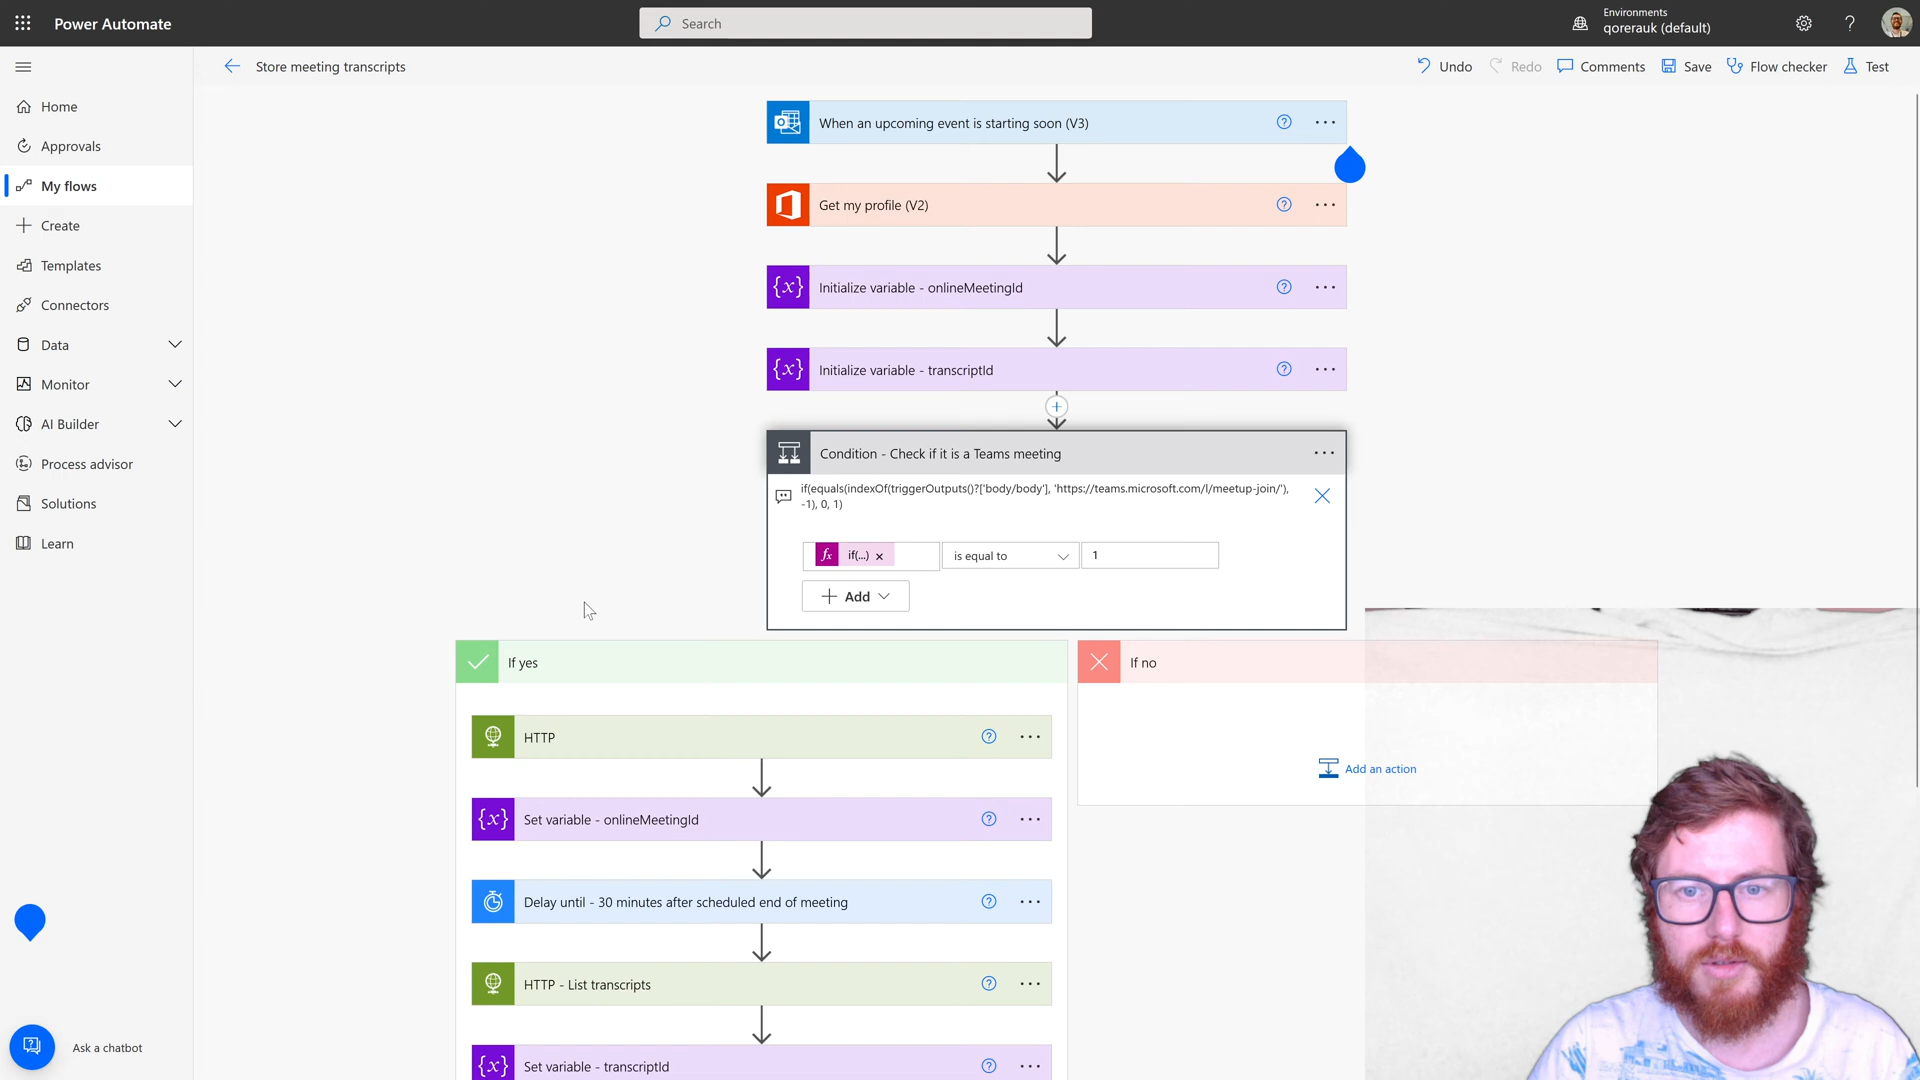 Power Automate
Search
Environments
qorerauk (default)
Store meeting transcripts
Undo
Redo
Comments
Save
Flow checker
Test
Home
Approvals
My flows
Create
Templates
Connectors
Data
Monitor
AI Builder
Process advisor
Solutions
Learn
Ask a chatbot
When an upcoming event is starting soon (V3)
Get my profile (V2)
{x} Initialize variable - onlineMeetingId
{x} Initialize variable - transcriptId
Condition - Check if it is a Teams meeting
if(equals(indexOf(triggerOutputs()?['body/body'], 'https://teams.microsoft.com/l/meetup-join/'),
-1), 0, 1)
fx if(...) is equal to 1
Add
If yes
If no
HTTP
Add an action
{x} Set variable - onlineMeetingId
Delay until - 30 minutes after scheduled end of meeting
HTTP - List transcripts
{x} Set variable - transcriptId